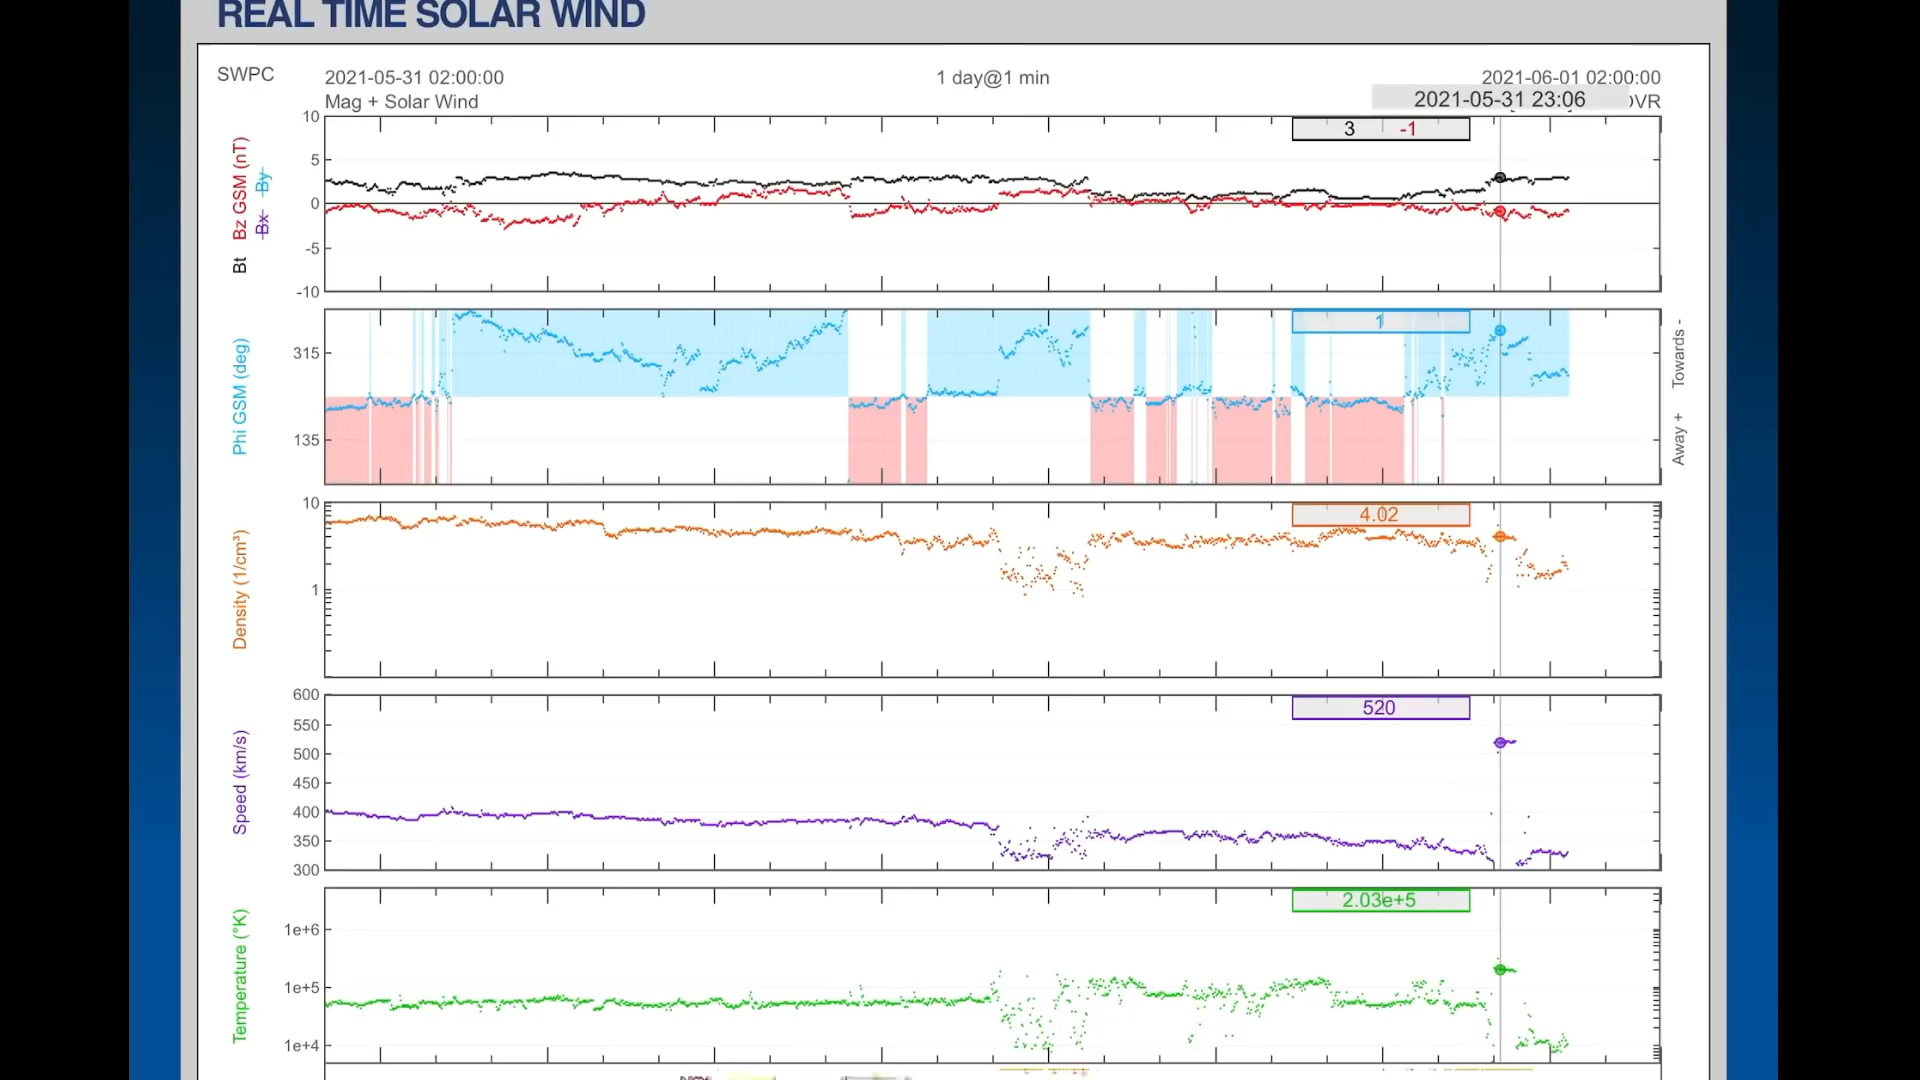 REAL TIME SOLAR WIND
SWPC
2021-05-31 02:00:00
1 day@1 min
2021-06-01 02:00:00
Mag + Solar Wind
2021-05-31 23:06
OVR
Bt Bz GSM (nT)
Bx By
10
5
0
-5
-10
3 -1
Phi GSM (deg)
315
135
1
Towards -
Away +
Density (1/cm³)
10
1
4.02
Speed (km/s)
600
550
500
450
400
350
300
520
Temperature (°K)
1e+6
1e+5
1e+4
2.03e+5